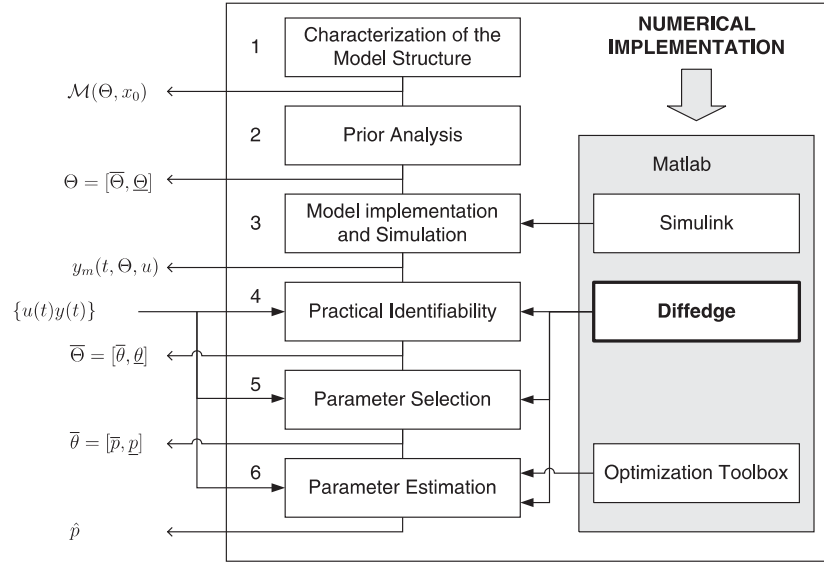 1
Characterization of the
Model Structure
NUMERICAL
IMPLEMENTATION
𝓜(Θ, x₀)
2
Prior Analysis
Matlab
Θ = [Θ̅, Θ̲]
3
Model implementation
and Simulation
Simulink
yₘ(t, Θ, u)
{u(t)y(t)}
4
Practical Identifiability
Diffedge
Θ̅ = [θ̅, θ̲]
5
Parameter Selection
θ̅ = [p̅, p̲]
6
Parameter Estimation
Optimization Toolbox
p̂